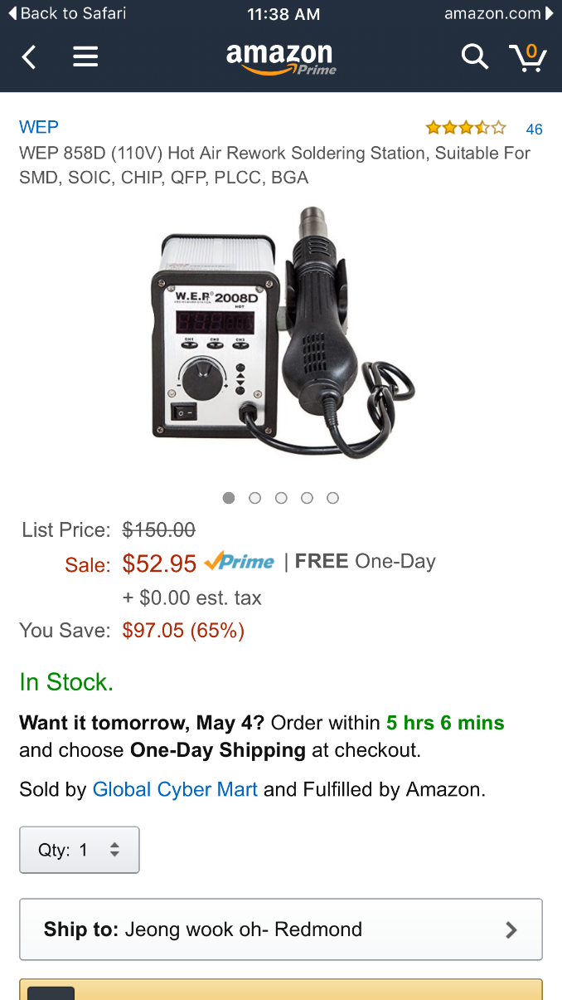 Back to Safari 11:38 AM amazon.com
amazon 0
Prime
WEP 46
WEP 858D (110V) Hot Air Rework Soldering Station, Suitable For
SMD, SOIC, CHIP, QFP, PLCC, BGA
W.E.P.® 2008D
HOT
CH1 CH2 CH3
- +
O -
List Price: $150.00
Sale: $52.95 Prime | FREE One-Day
+ $0.00 est. tax
You Save: $97.05 (65%)
In Stock.
Want it tomorrow, May 4? Order within 5 hrs 6 mins
and choose One-Day Shipping at checkout.
Sold by Global Cyber Mart and Fulfilled by Amazon.
Qty: 1
Ship to: Jeong wook oh- Redmond